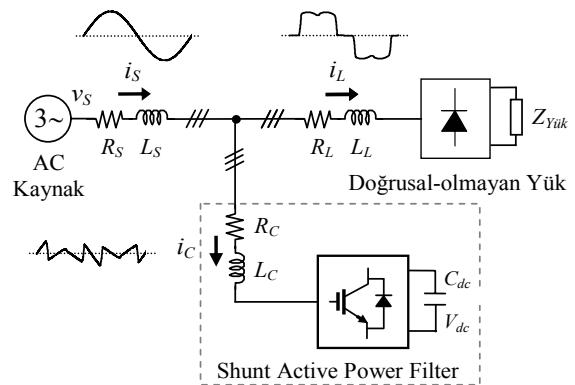 i_S
i_L
v_S
3~
R_S L_S
R_L L_L
Z_Yük
AC
Kaynak
Doğrusal-olmayan Yük
R_C
i_C
L_C
C_dc
V_dc
Shunt Active Power Filter